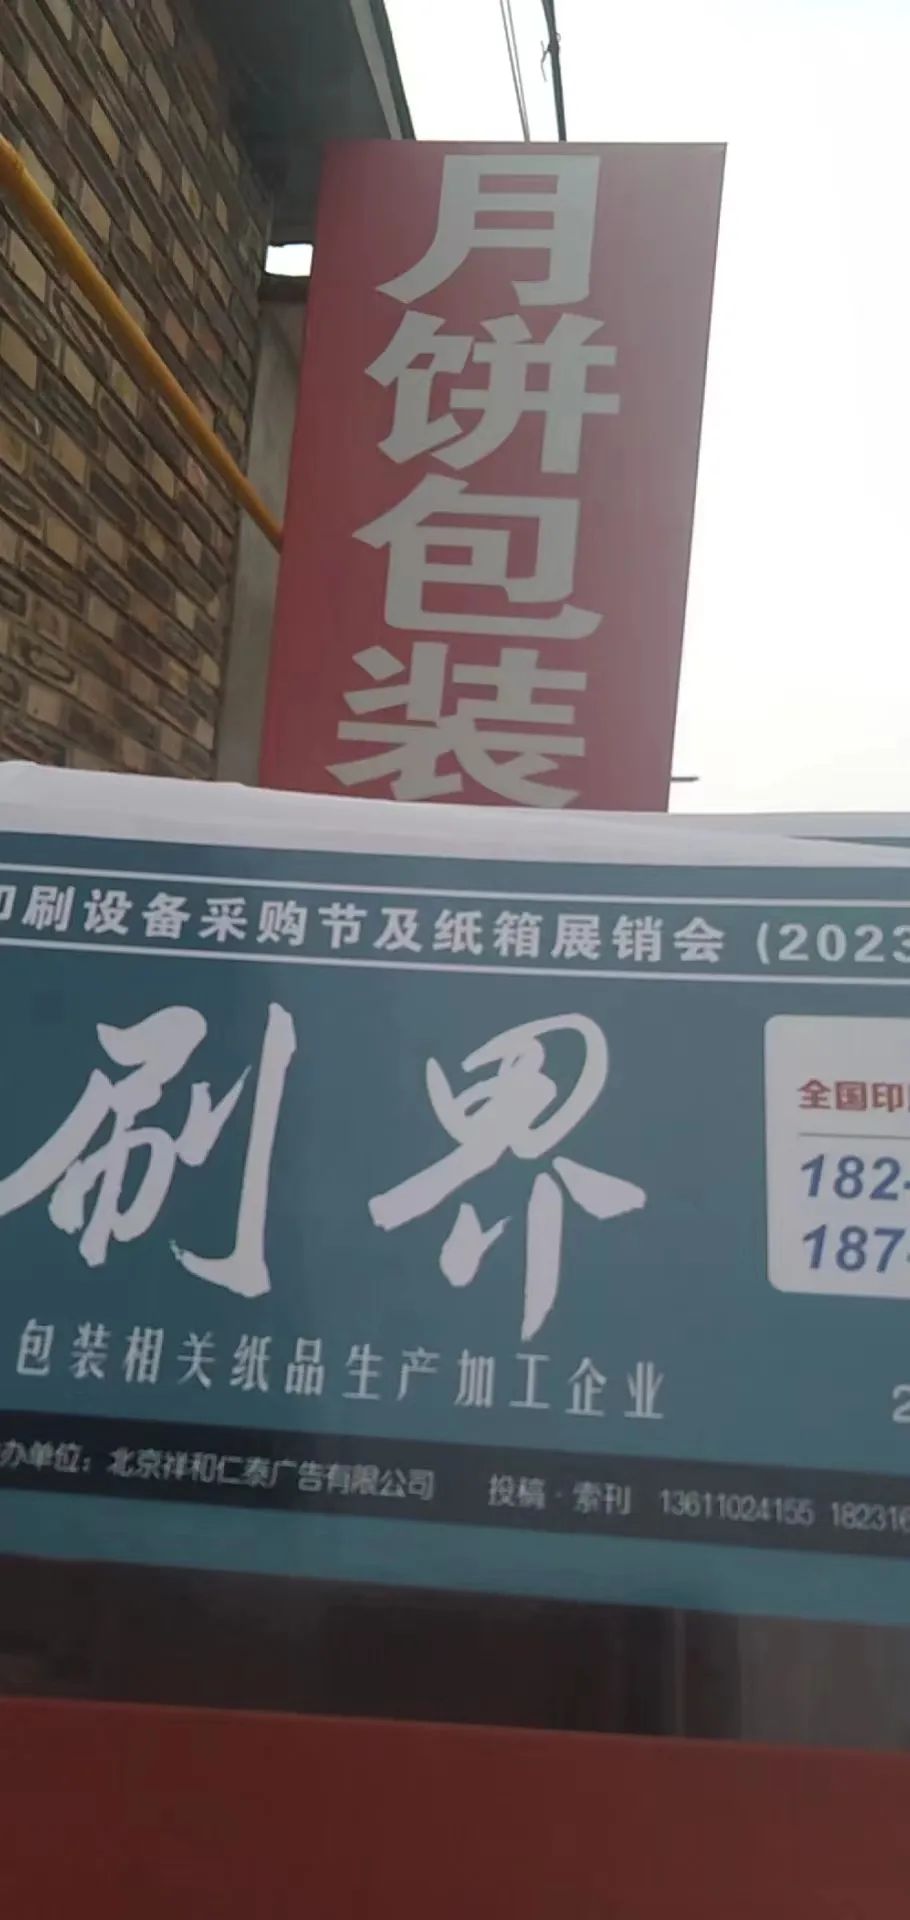 月饼包装
印刷设备采购节及纸箱展销会（2023
刷界
全国印
182
187
包装相关纸品生产加工企业
2
办单位：北京祥和仁泰广告有限公司 投稿·索刊 13611024155 182316